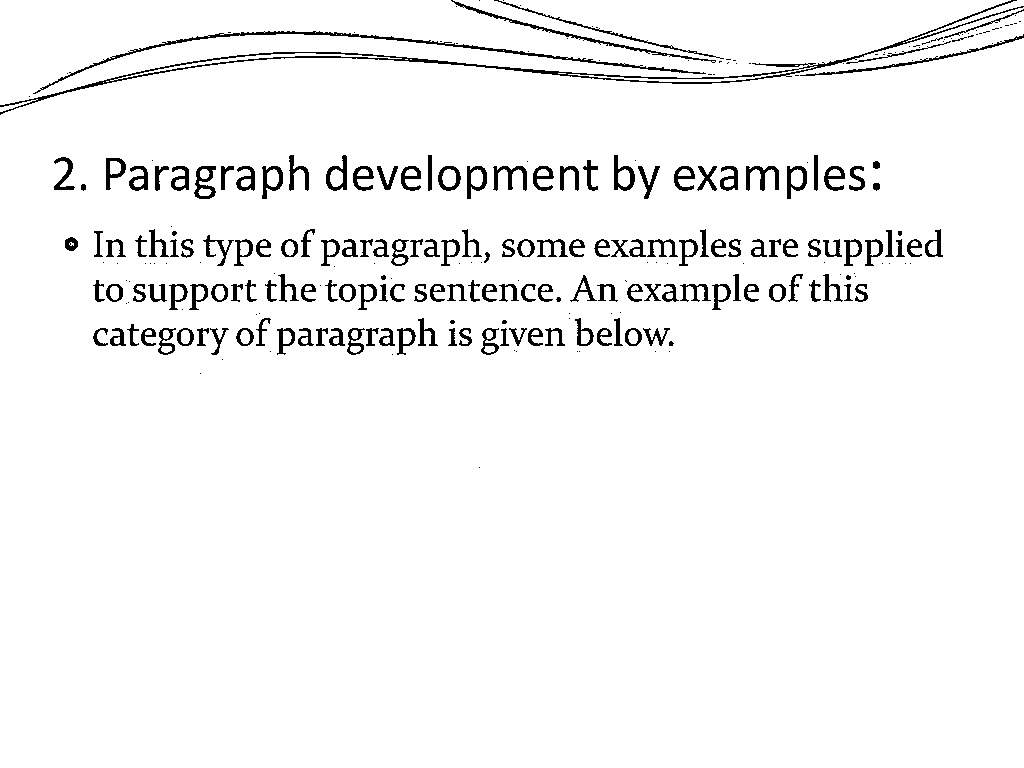 2. Paragraph development by examples:
• In this type of paragraph, some examples are supplied
to support the topic sentence. An example of this
category of paragraph is given below.